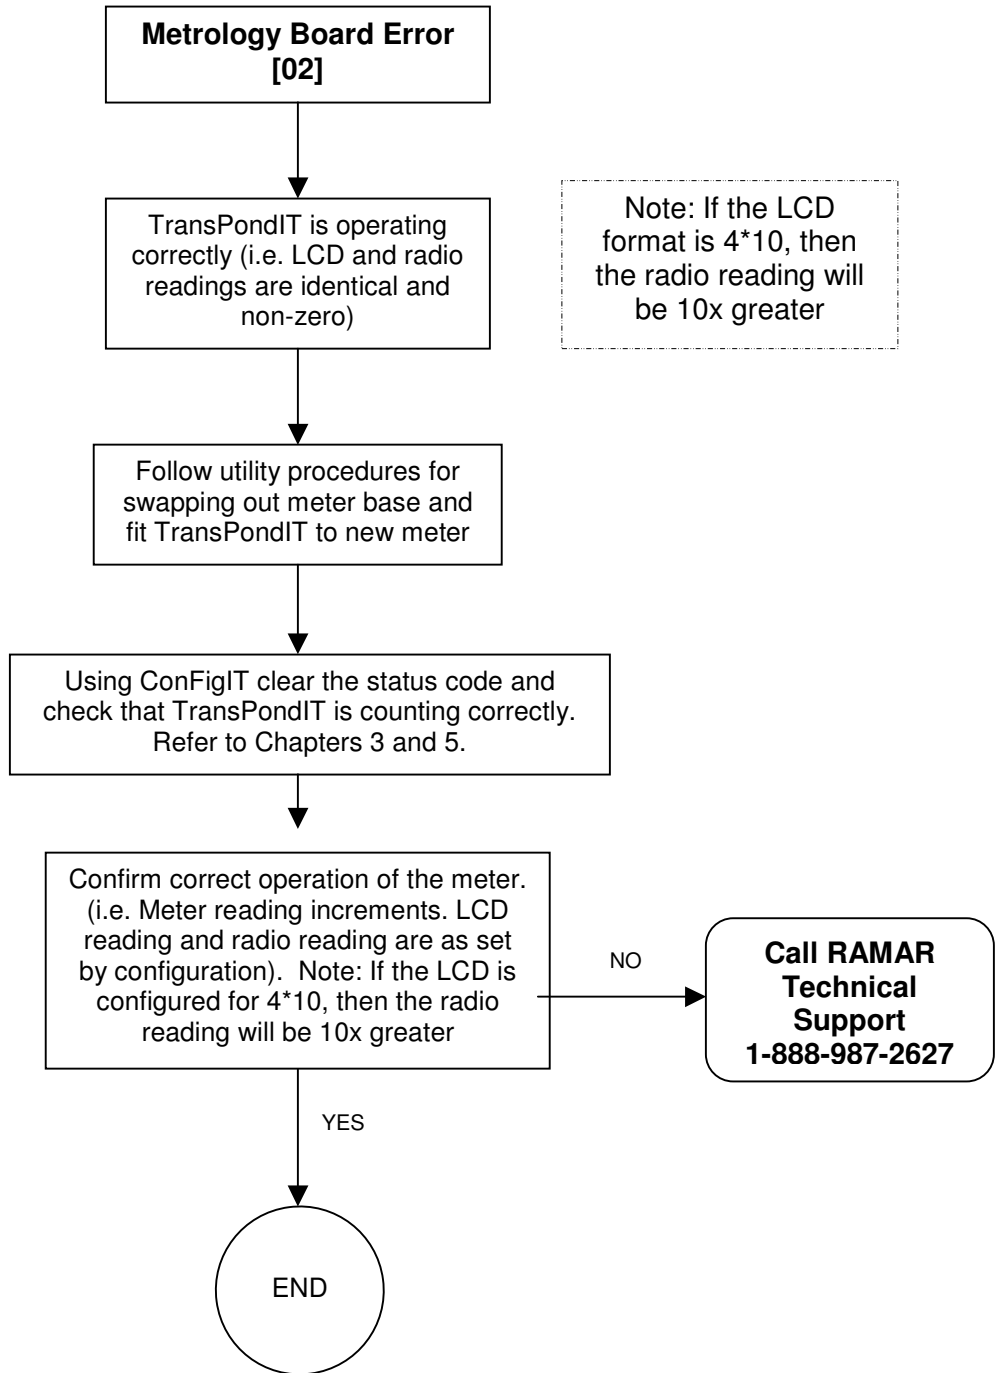 Metrology Board Error
[02]
TransPondIT is operating
correctly (i.e. LCD and radio
readings are identical and
non-zero)
Note: If the LCD
format is 4*10, then
the radio reading will
be 10x greater
Follow utility procedures for
swapping out meter base and
fit TransPondIT to new meter
Using ConFigIT clear the status code and
check that TransPondIT is counting correctly.
Refer to Chapters 3 and 5.
Confirm correct operation of the meter.
(i.e. Meter reading increments. LCD
reading and radio reading are as set
by configuration).  Note: If the LCD is
configured for 4*10, then the radio
reading will be 10x greater
NO
Call RAMAR
Technical
Support
1-888-987-2627
YES
END